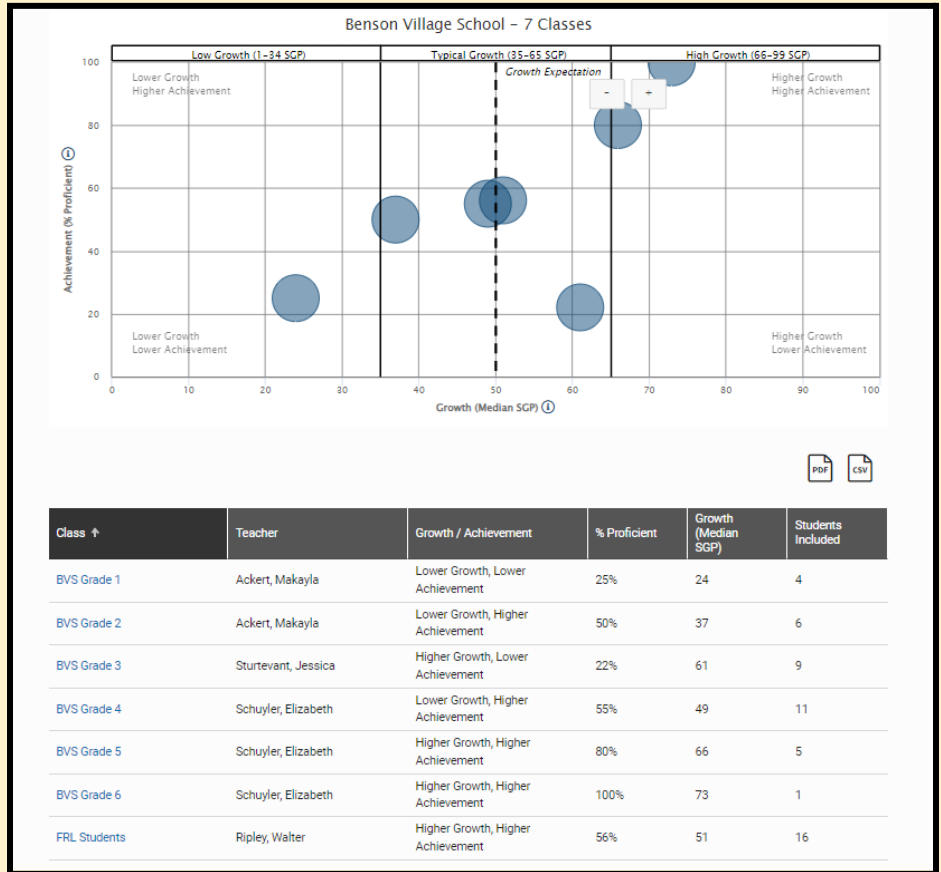 Benson Village School – 7 Classes
Low Growth (1-34 SGP) Typical Growth (35-65 SGP) High Growth (66-99 SGP)
Growth Expectation
Lower Growth
Higher Achievement
Higher Growth
Higher Achievement
- +
100
80
60
40
20
0
Achievement (% Proficient)
Lower Growth
Lower Achievement
Higher Growth
Lower Achievement
0 10 20 30 40 50 60 70 80 90 100
Growth (Median SGP)
PDF CSV
Class Teacher Growth / Achievement % Proficient Growth (Median SGP) Students Included
BVS Grade 1 Ackert, Makayla Lower Growth, Lower Achievement 25% 24 4
BVS Grade 2 Ackert, Makayla Lower Growth, Higher Achievement 50% 37 6
BVS Grade 3 Sturtevant, Jessica Higher Growth, Lower Achievement 22% 61 9
BVS Grade 4 Schuyler, Elizabeth Lower Growth, Higher Achievement 55% 49 11
BVS Grade 5 Schuyler, Elizabeth Higher Growth, Higher Achievement 80% 66 5
BVS Grade 6 Schuyler, Elizabeth Higher Growth, Higher Achievement 100% 73 1
FRL Students Ripley, Walter Higher Growth, Higher Achievement 56% 51 16